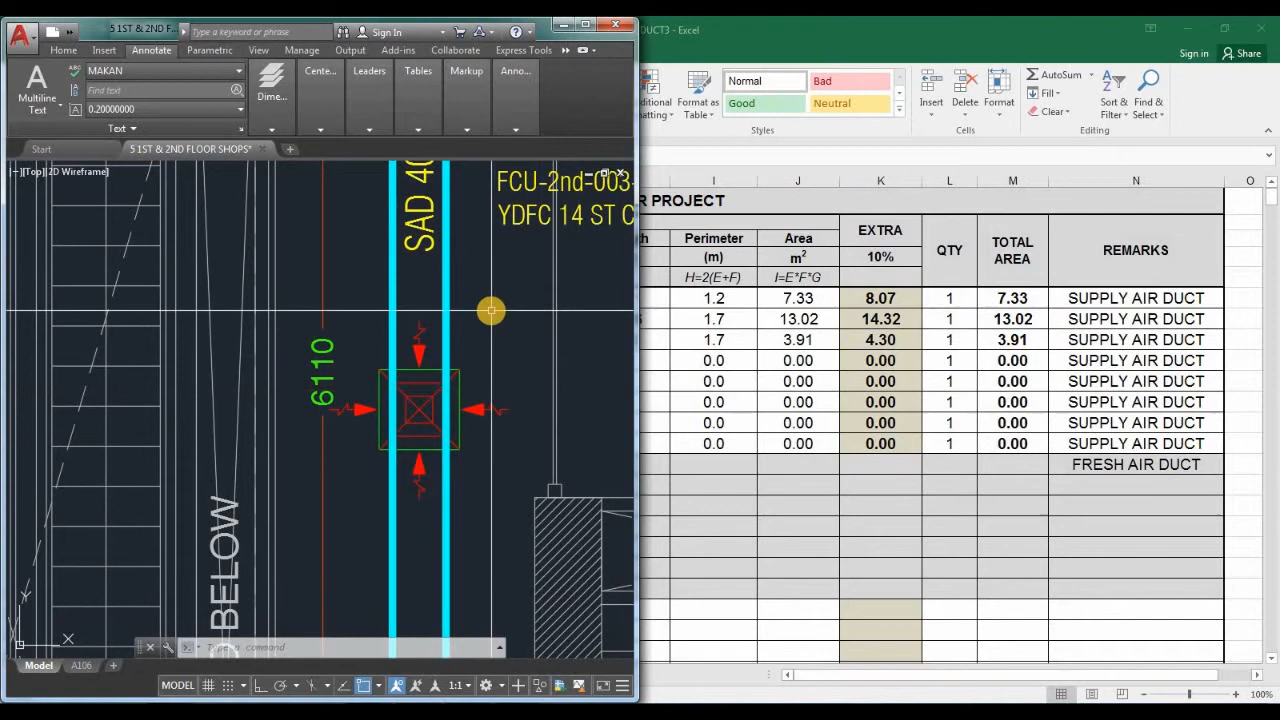 5 1ST & 2ND F...
Type a keyword or phrase
Sign In
Home Insert Annotate Parametric View Manage Output Add-ins Collaborate Express Tools
A
Multiline
Text
MAKAN
Find text
0.20000000
Text
Dime...
Cente...
Leaders
Tables
Markup
Anno...
Start
5 1ST & 2ND FLOOR SHOPS*
[−][Top][2D Wireframe]
FCU-2nd-003-
YDFC 14 ST C
SAD 40
6110
BELOW
Y
X
Type a command
Model A106
MODEL
1:1
DUCT3 - Excel
Sign in Share
Format as
Table
Normal Bad
Good Neutral
Styles
Insert Delete Format
Cells
AutoSum
Fill
Clear
Sort &
Filter
Find &
Select
Editing
I J K L M N O
R PROJECT
Perimeter Area EXTRA QTY TOTAL AREA REMARKS
(m) m2 10%
H=2(E+F) I=E*F*G
1.2 7.33 8.07 1 7.33 SUPPLY AIR DUCT
1.7 13.02 14.32 1 13.02 SUPPLY AIR DUCT
1.7 3.91 4.30 1 3.91 SUPPLY AIR DUCT
0.0 0.00 0.00 1 0.00 SUPPLY AIR DUCT
0.0 0.00 0.00 1 0.00 SUPPLY AIR DUCT
0.0 0.00 0.00 1 0.00 SUPPLY AIR DUCT
0.0 0.00 0.00 1 0.00 SUPPLY AIR DUCT
0.0 0.00 0.00 1 0.00 SUPPLY AIR DUCT
FRESH AIR DUCT
100%